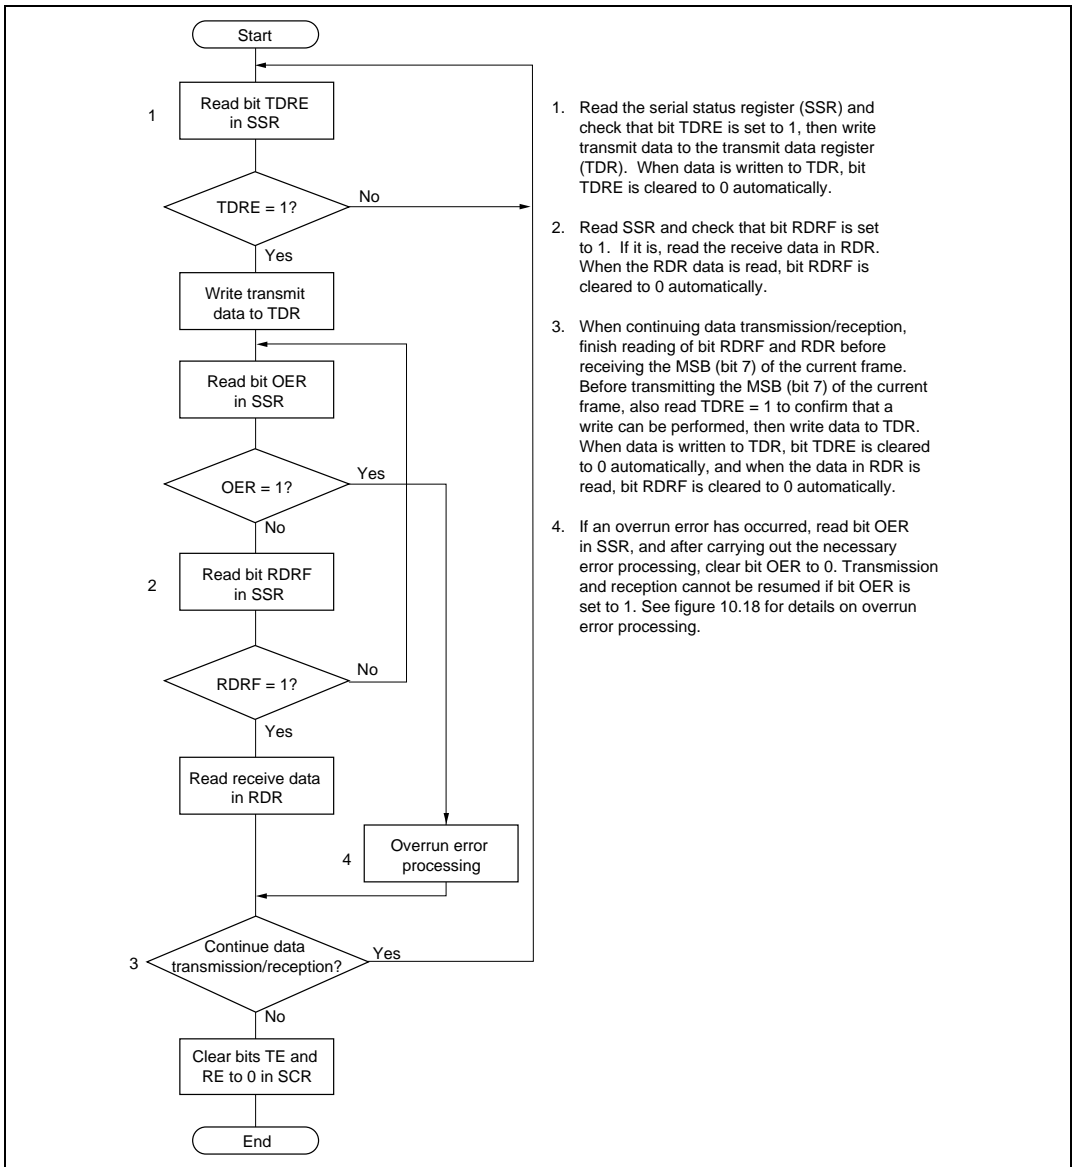 Start
1
Read bit TDRE
in SSR
TDRE = 1?
No
Yes
Write transmit
data to TDR
Read bit OER
in SSR
OER = 1?
Yes
No
2
Read bit RDRF
in SSR
RDRF = 1?
No
Yes
Read receive data
in RDR
4
Overrun error
processing
3
Continue data
transmission/reception?
Yes
No
Clear bits TE and
RE to 0 in SCR
End
1. Read the serial status register (SSR) and
check that bit TDRE is set to 1, then write
transmit data to the transmit data register
(TDR). When data is written to TDR, bit
TDRE is cleared to 0 automatically.
2. Read SSR and check that bit RDRF is set
to 1. If it is, read the receive data in RDR.
When the RDR data is read, bit RDRF is
cleared to 0 automatically.
3. When continuing data transmission/reception,
finish reading of bit RDRF and RDR before
receiving the MSB (bit 7) of the current frame.
Before transmitting the MSB (bit 7) of the current
frame, also read TDRE = 1 to confirm that a
write can be performed, then write data to TDR.
When data is written to TDR, bit TDRE is cleared
to 0 automatically, and when the data in RDR is
read, bit RDRF is cleared to 0 automatically.
4. If an overrun error has occurred, read bit OER
in SSR, and after carrying out the necessary
error processing, clear bit OER to 0. Transmission
and reception cannot be resumed if bit OER is
set to 1. See figure 10.18 for details on overrun
error processing.